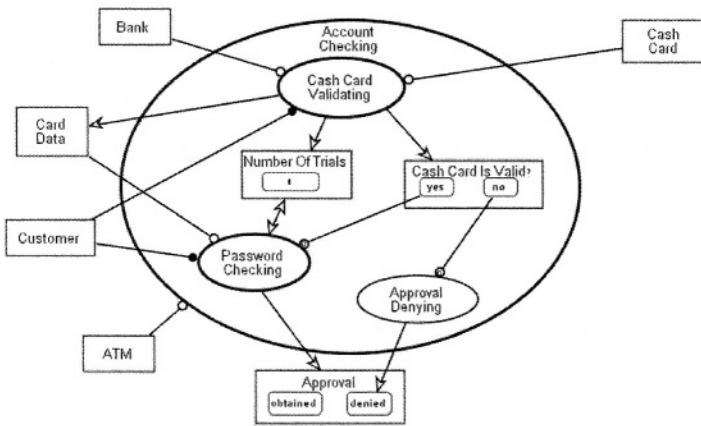 Bank
Account
Checking
Cash
Card
Cash Card
Validating
Card
Data
Number Of Trials
Cash Card Is Valid?
yes
no
Customer
Password
Checking
Approval
Denying
ATM
Approval
obtained
denied